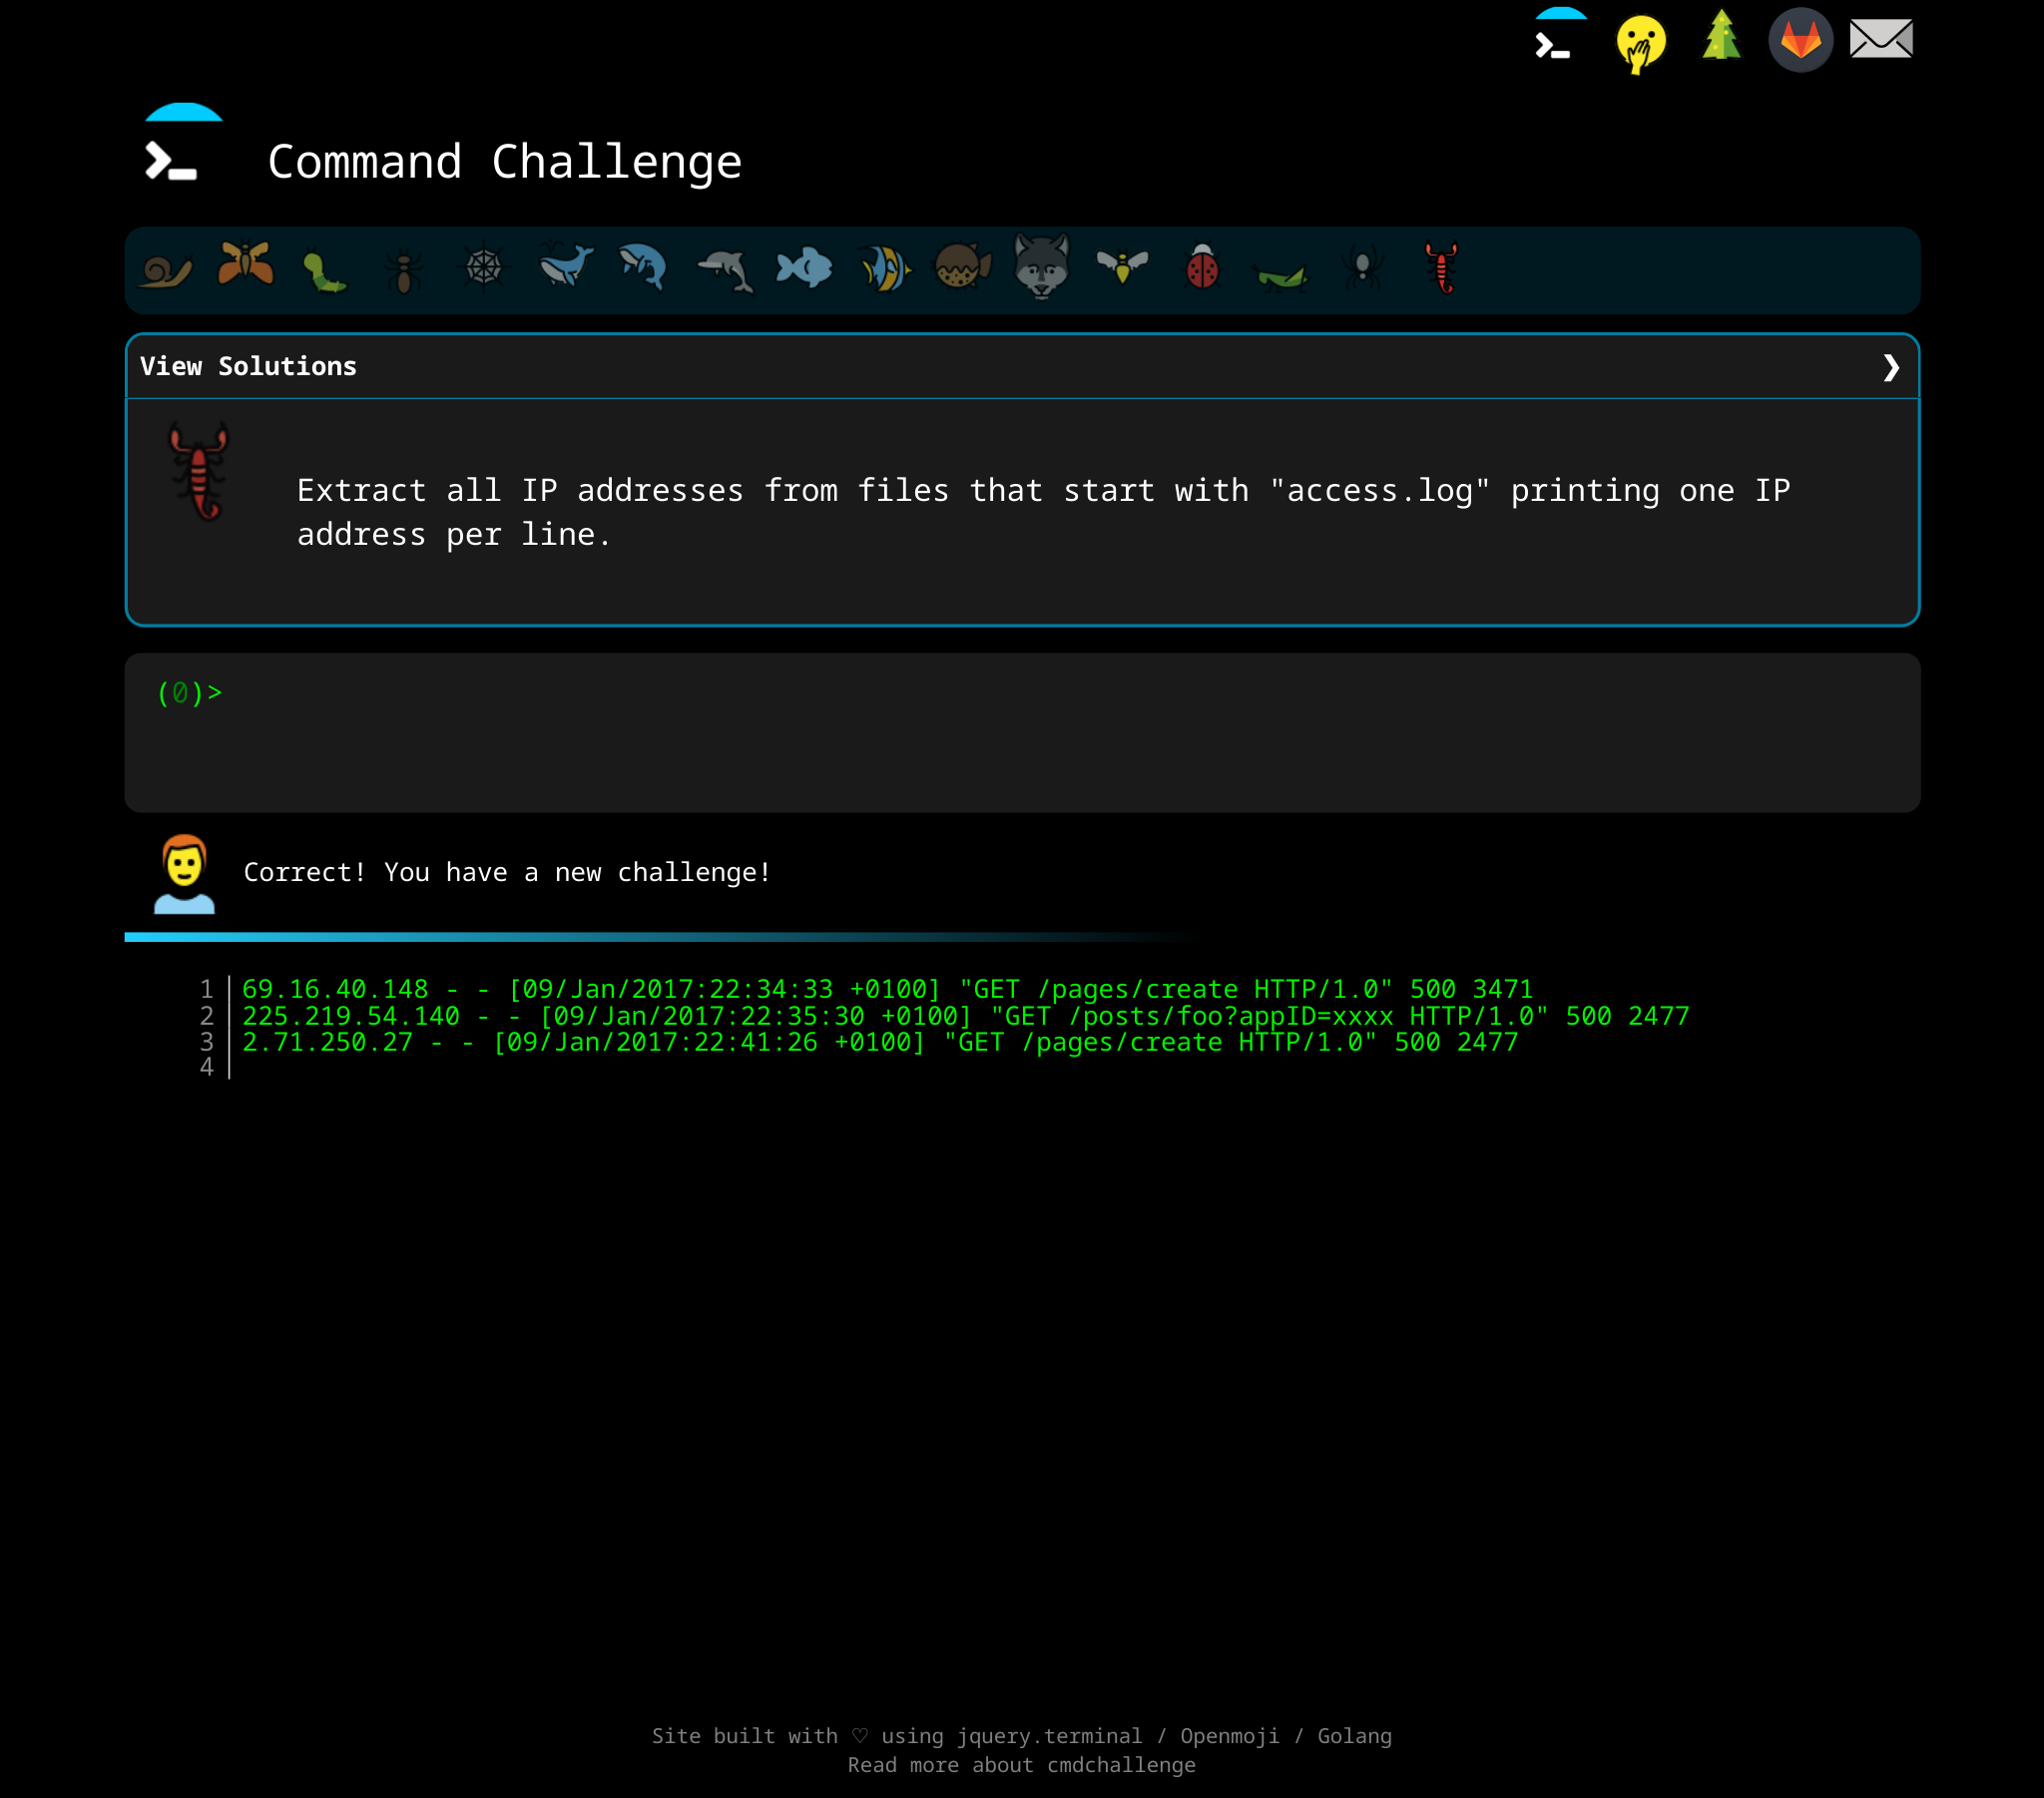 Command Challenge
View Solutions
Extract all IP addresses from files that start with "access.log" printing one IP
address per line.
(0)>
Correct! You have a new challenge!
1 69.16.40.148 - - [09/Jan/2017:22:34:33 +0100] "GET /pages/create HTTP/1.0" 500 3471
2 225.219.54.140 - - [09/Jan/2017:22:35:30 +0100] "GET /posts/foo?appID=xxxx HTTP/1.0" 500 2477
3 2.71.250.27 - - [09/Jan/2017:22:41:26 +0100] "GET /pages/create HTTP/1.0" 500 2477
4
Site built with ♡ using jquery.terminal / Openmoji / Golang
Read more about cmdchallenge